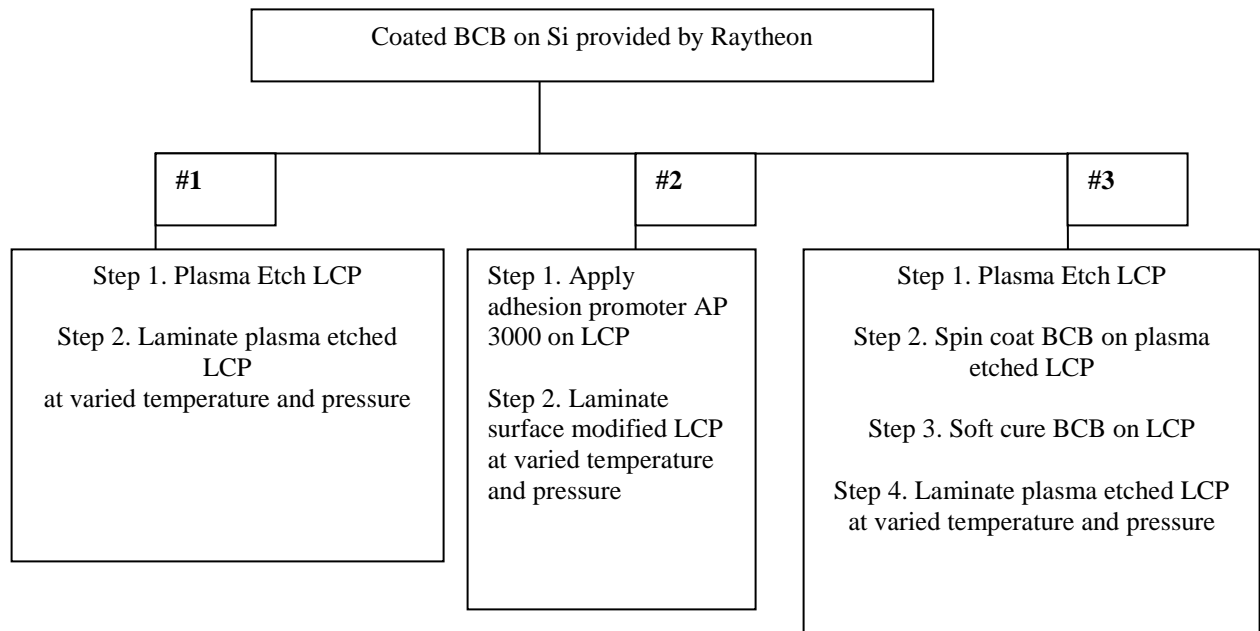 Coated BCB on Si provided by Raytheon
#1
#2
#3
Step 1. Plasma Etch LCP
Step 2. Laminate plasma etched
LCP
at varied temperature and pressure
Step 1. Apply
adhesion promoter AP
3000 on LCP
Step 2. Laminate
surface modified LCP
at varied temperature
and pressure
Step 1. Plasma Etch LCP
Step 2. Spin coat BCB on plasma
etched LCP
Step 3. Soft cure BCB on LCP
Step 4. Laminate plasma etched LCP
at varied temperature and pressure